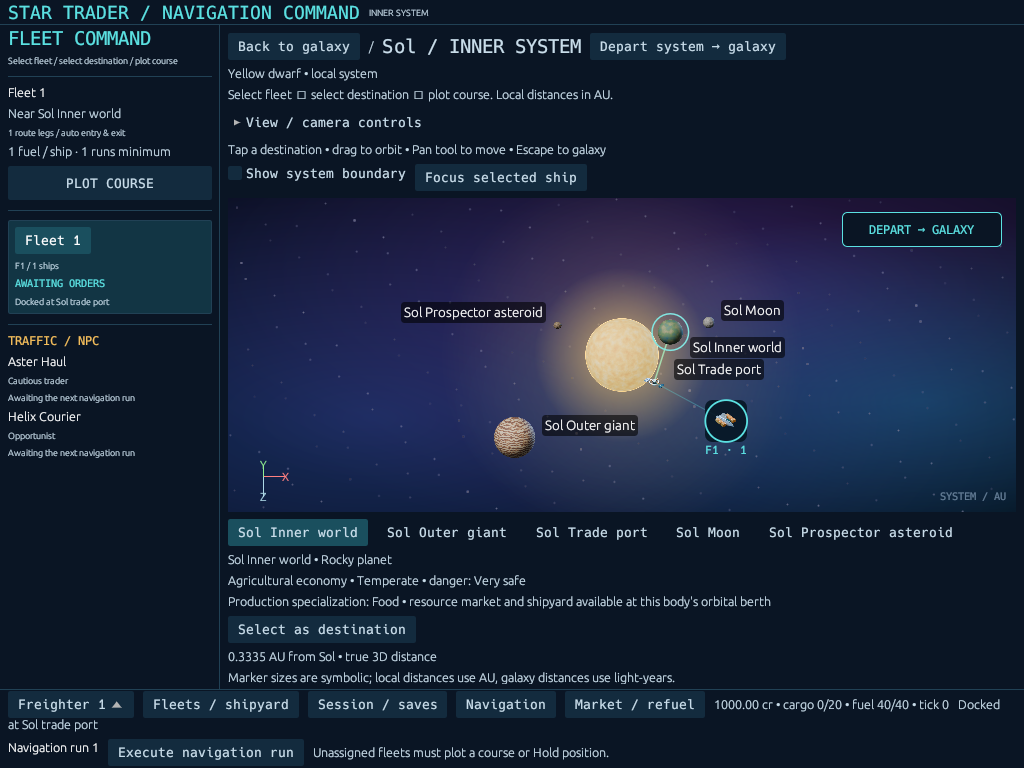 STAR TRADER / NAVIGATION COMMAND INNER SYSTEM
FLEET COMMAND
Select fleet / select destination / plot course
Fleet 1
Near Sol Inner world
1 route legs / auto entry & exit
1 fuel / ship · 1 runs minimum
PLOT COURSE
Fleet 1
F1 / 1 ships
AWAITING ORDERS
Docked at Sol trade port
TRAFFIC / NPC
Aster Haul
Cautious trader
Awaiting the next navigation run
Helix Courier
Opportunist
Awaiting the next navigation run
Back to galaxy / Sol / INNER SYSTEM Depart system → galaxy
Yellow dwarf • local system
Select fleet □ select destination □ plot course. Local distances in AU.
▸ View / camera controls
Tap a destination • drag to orbit • Pan tool to move • Escape to galaxy
Show system boundary Focus selected ship
DEPART → GALAXY
Sol Prospector asteroid
Sol Moon
Sol Inner world
Sol Trade port
Sol Outer giant
F1 · 1
Y
X
Z
SYSTEM / AU
Sol Inner world Sol Outer giant Sol Trade port Sol Moon Sol Prospector asteroid
Sol Inner world • Rocky planet
Agricultural economy • Temperate • danger: Very safe
Production specialization: Food • resource market and shipyard available at this body's orbital berth
Select as destination
0.3335 AU from Sol • true 3D distance
Marker sizes are symbolic; local distances use AU, galaxy distances use light-years.
Freighter 1 Fleets / shipyard Session / saves Navigation Market / refuel 1000.00 cr • cargo 0/20 • fuel 40/40 • tick 0 Docked
at Sol trade port
Navigation run 1 Execute navigation run Unassigned fleets must plot a course or Hold position.